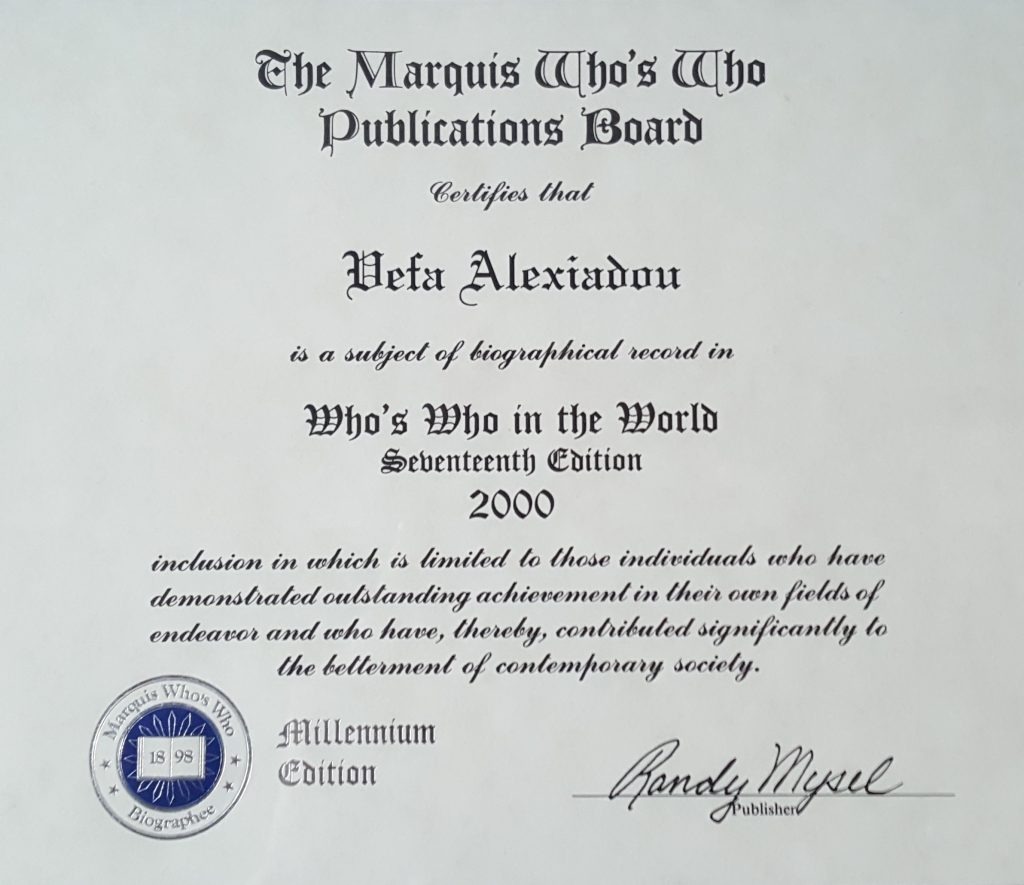 The Marquis Who's Who
Publications Board
Certifies that
Vefa Alexiadou
is a subject of biographical record in
Who's Who in the World
Seventeenth Edition
2000
inclusion in which is limited to those individuals who have
demonstrated outstanding achievement in their own fields of
endeavor and who have, thereby, contributed significantly to
the betterment of contemporary society.
Marquis Who's Who
18 98
Biographee
Millennium
Edition
Randy Mysel
Publisher